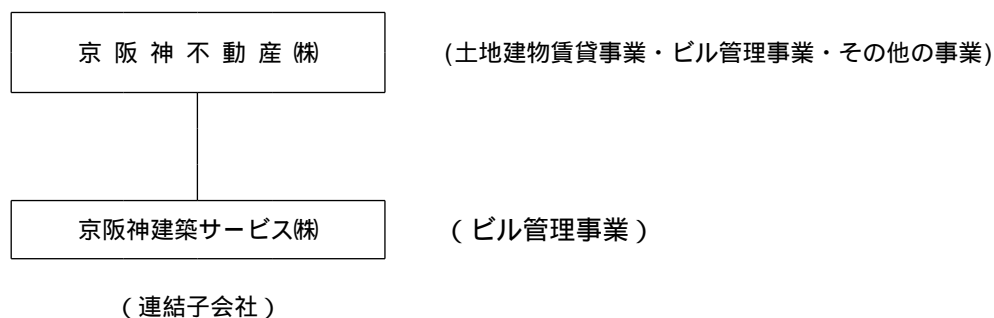 京 阪 神 不 動 産 ㈱ (土地建物賃貸事業・ビル管理事業・その他の事業)
京阪神建築サービス㈱ (ビル管理事業)
(連結子会社)